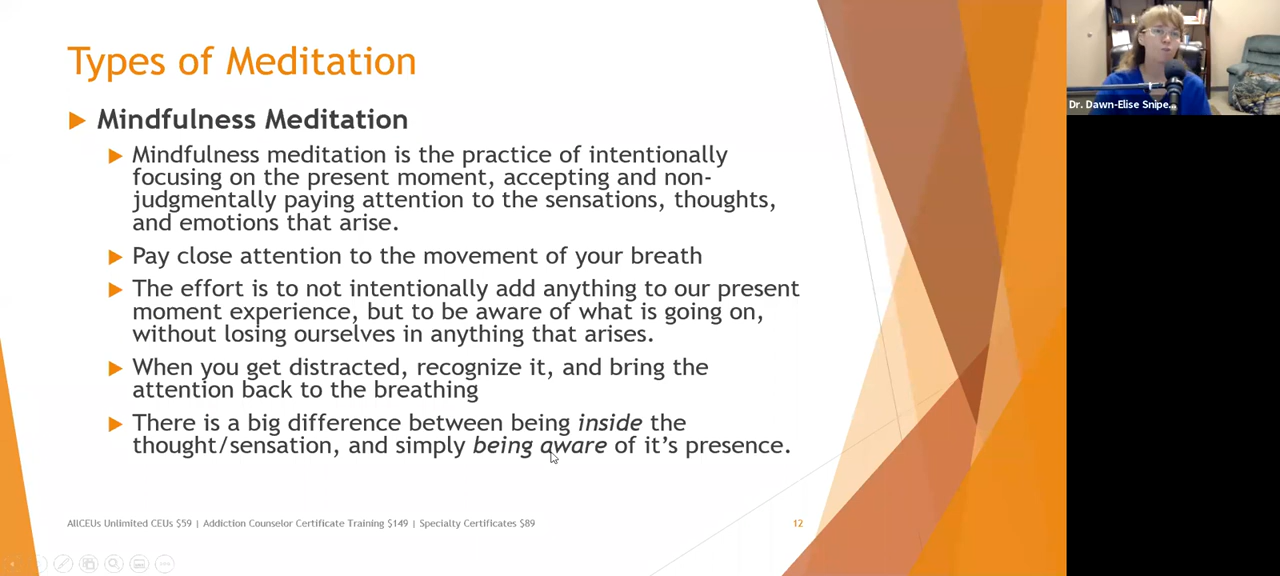 Types of Meditation
Mindfulness Meditation
Mindfulness meditation is the practice of intentionally
focusing on the present moment, accepting and non-
judgmentally paying attention to the sensations, thoughts,
and emotions that arise.
Pay close attention to the movement of your breath
The effort is to not intentionally add anything to our present
moment experience, but to be aware of what is going on,
without losing ourselves in anything that arises.
When you get distracted, recognize it, and bring the
attention back to the breathing
There is a big difference between being inside the
thought/sensation, and simply being aware of it’s presence.
AllCEUs Unlimited CEUs $59 | Addiction Counselor Certificate Training $149 | Specialty Certificates $89
12
Dr. Dawn-Elise Snipe...